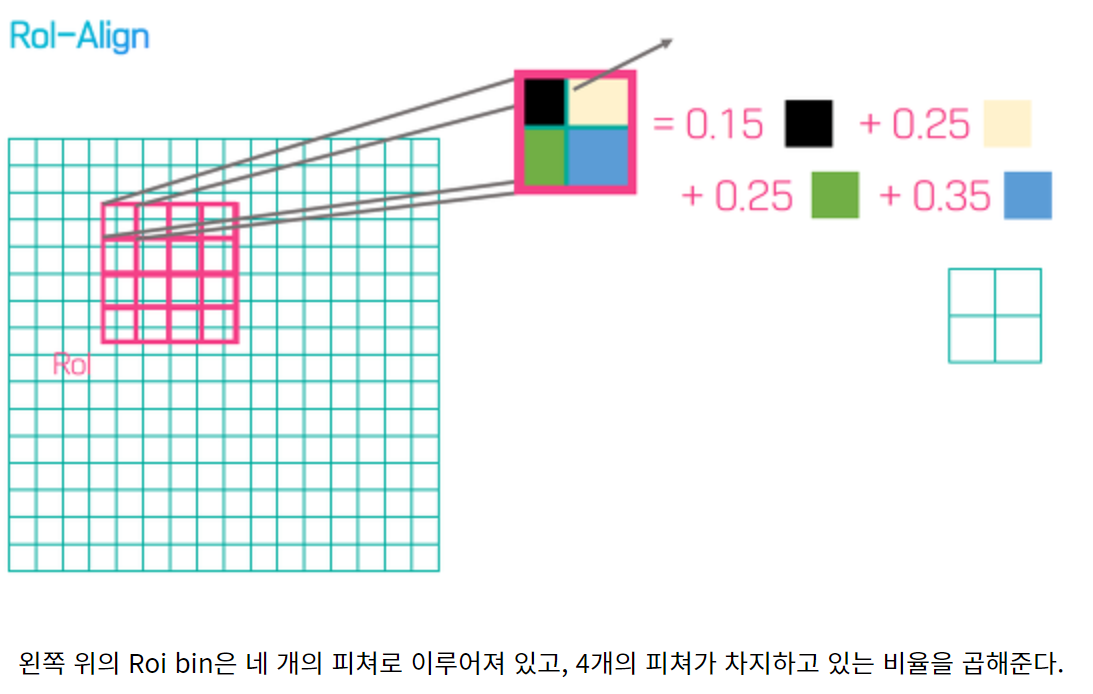 RoI-Align
= 0.15 + 0.25
+ 0.25 + 0.35
RoI
왼쪽 위의 Roi bin은 네 개의 피쳐로 이루어져 있고, 4개의 피쳐가 차지하고 있는 비율을 곱해준다.